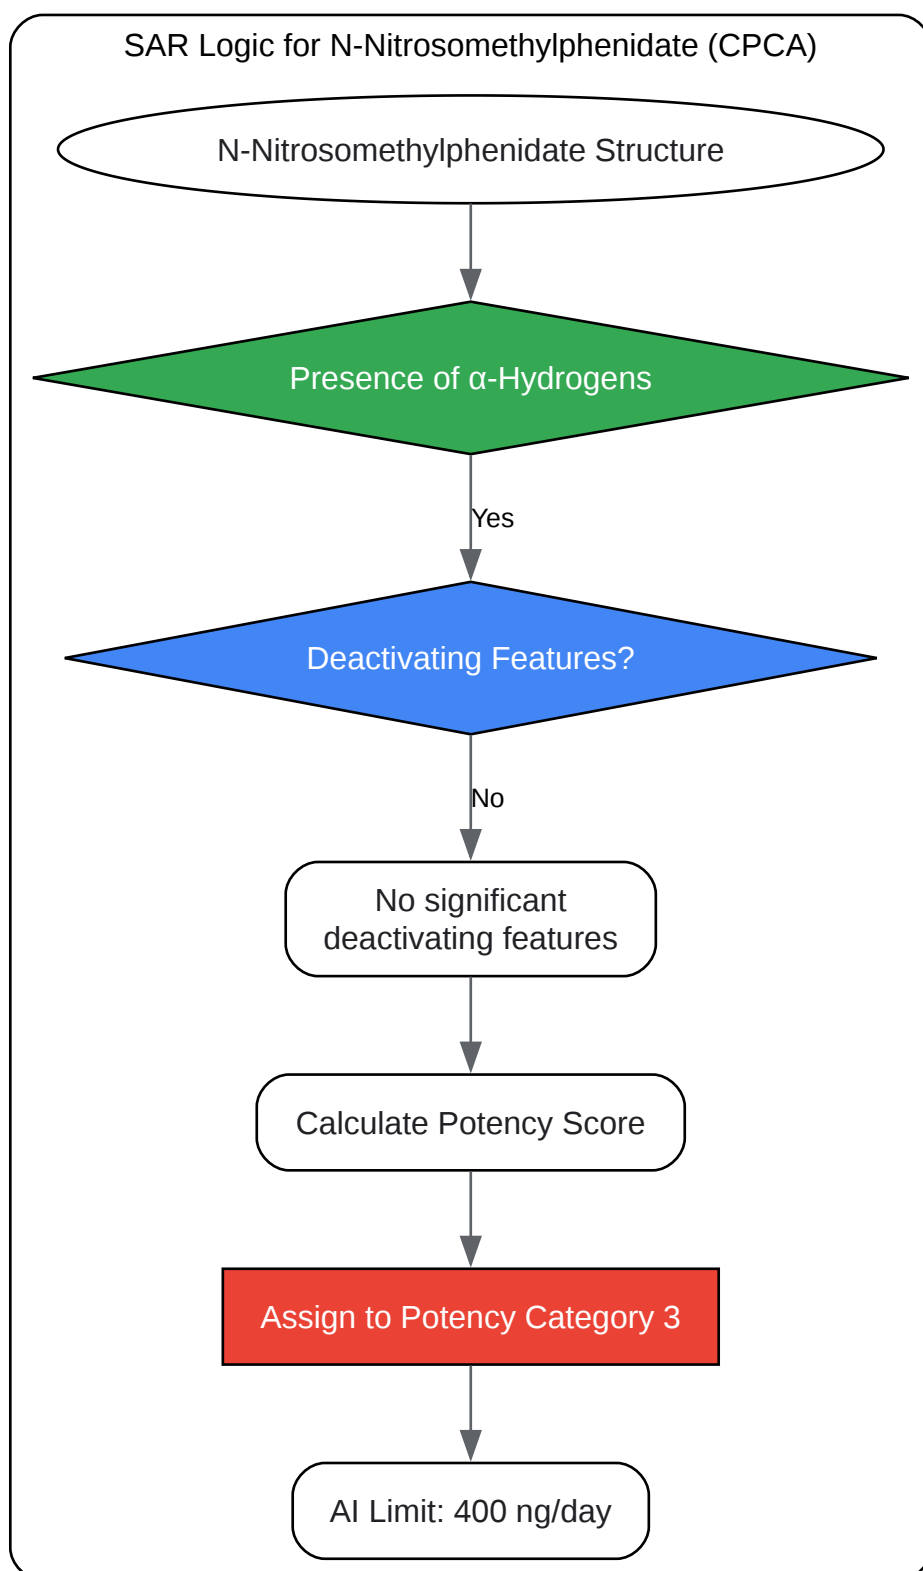 SAR Logic for N-Nitrosomethylphenidate (CPCA)
N-Nitrosomethylphenidate Structure
Presence of α-Hydrogens
Yes
Deactivating Features?
No
No significant
deactivating features
Calculate Potency Score
Assign to Potency Category 3
AI Limit: 400 ng/day